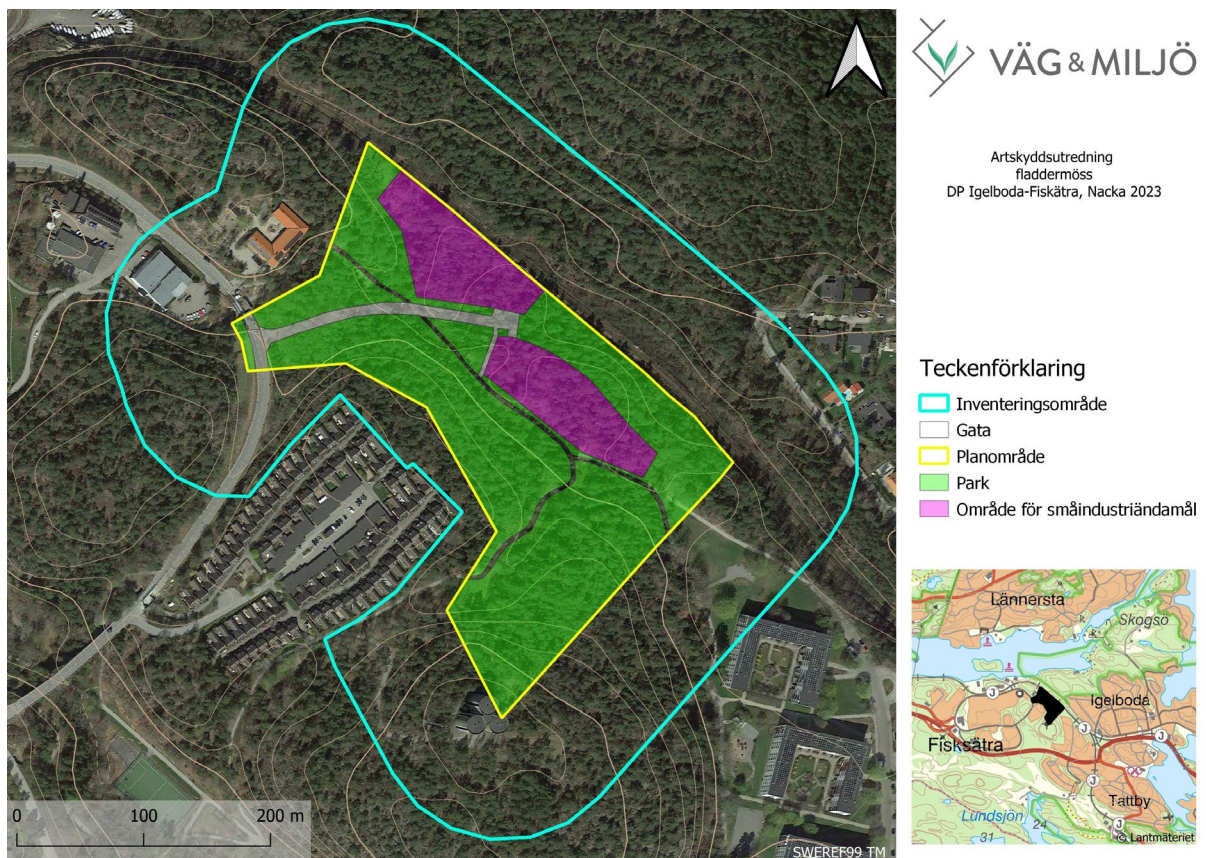 VÄG & MILJÖ
Artskyddsutredning
fladdermöss
DP Igelboda-Fiskätra, Nacka 2023
Teckenförklaring
Inventeringsområde
Gata
Planområde
Park
Område för småindustriändamål
Lännersta
Skogsö
Igelboda
Fisksätra
Tattby
Lundsjön
31
24
J
J
J
J
J
© Lantmäteriet
0 100 200 m
SWEREF99 TM